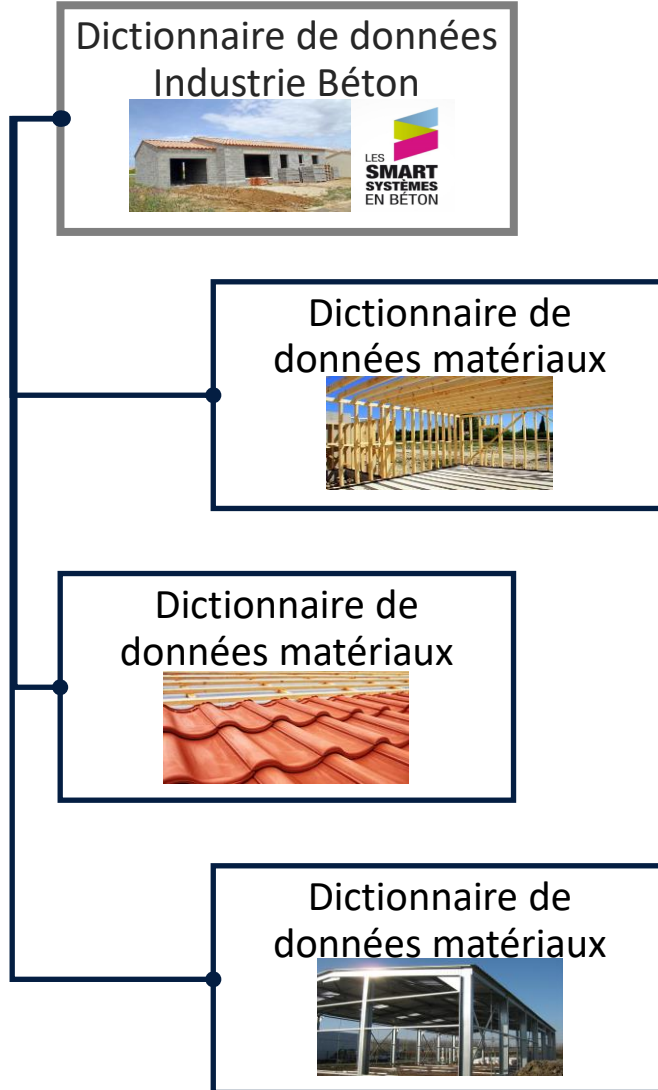 Dictionnaire de données
Industrie Béton
LES
SMART
SYSTÈMES
EN BÉTON
Dictionnaire de
données matériaux
Dictionnaire de
données matériaux
Dictionnaire de
données matériaux